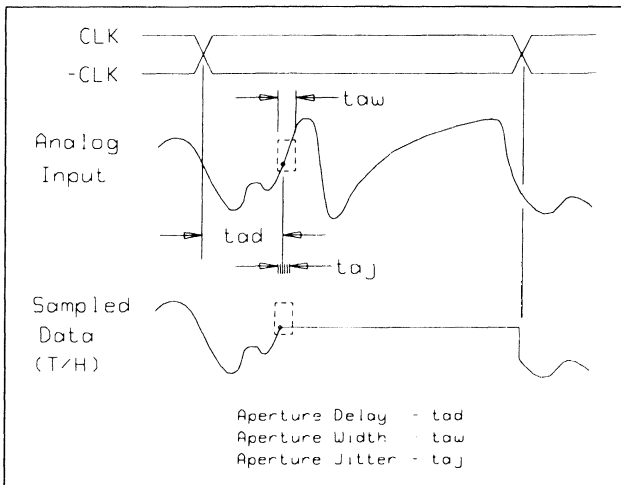 CLK
-CLK
taw
Analog
Input
tad
taj
Sampled
Data
(T/H)
Aperture Delay - tad
Aperture Width - taw
Aperture Jitter - taj